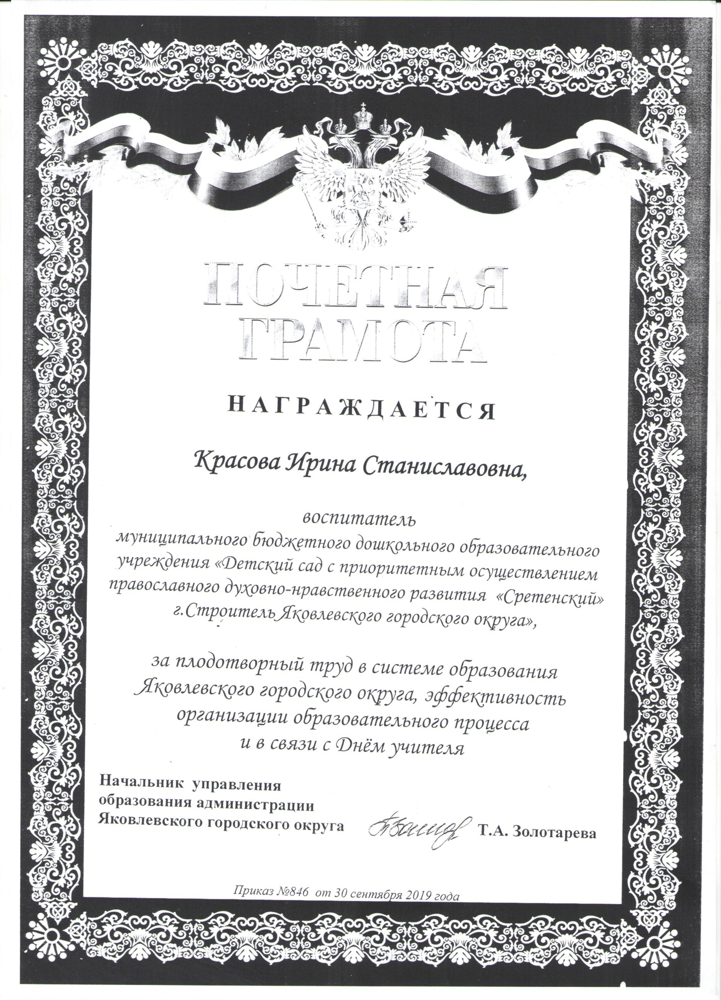 ПОЧЕТНАЯ
ГРАМОТА
НАГРАЖДАЕТСЯ
Красова Ирина Станиславовна,
воспитатель
муниципального бюджетного дошкольного образовательного
учреждения «Детский сад с приоритетным осуществлением
православного духовно-нравственного развития «Сретенский»
г.Строитель Яковлевского городского округа»,
за плодотворный труд в системе образования
Яковлевского городского округа, эффективность
организации образовательного процесса
и в связи с Днём учителя
Начальник управления
образования администрации
Яковлевского городского округа Т.А. Золотарева
Приказ №846 от 30 сентября 2019 года